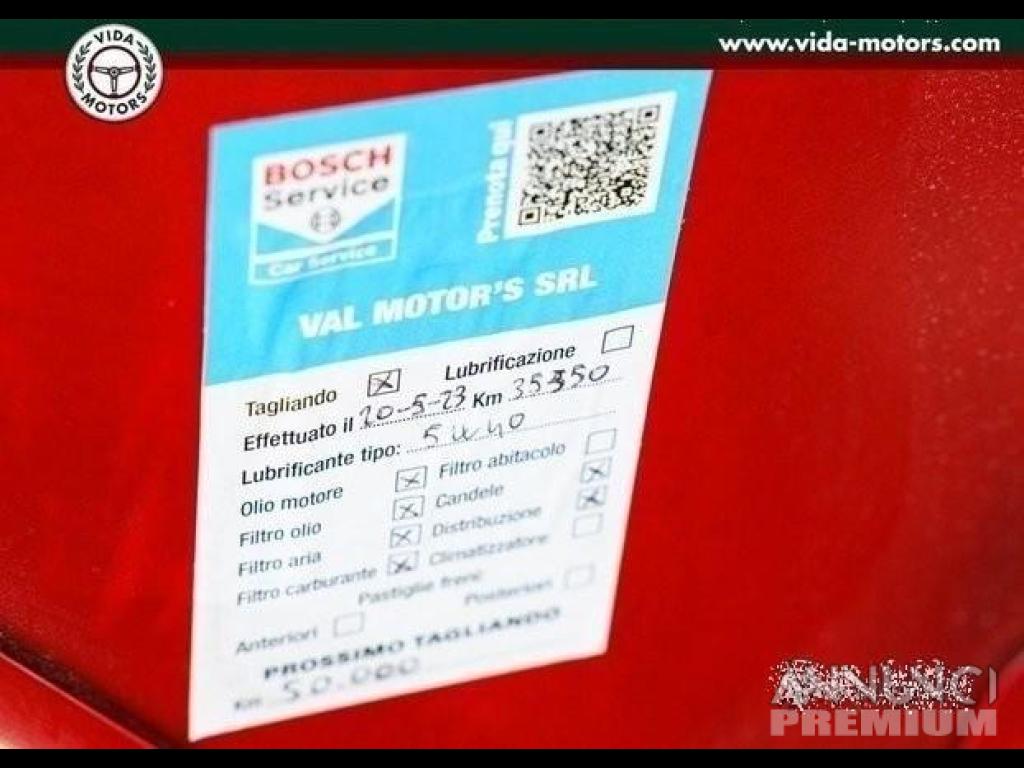 VIDA
MOTORS
www.vida-motors.com
BOSCH
Service
Car Service
Prenota qui
VAL MOTOR'S SRL
Tagliando Lubrificazione
Effettuato il 20-5-23 Km 35350
Lubrificante tipo: 5W40
Olio motore Filtro abitacolo
Filtro olio Candele
Filtro aria Distribuzione
Filtro carburante Climatizzatore
Pastiglie freni
Anteriori Posteriori
PROSSIMO TAGLIANDO
Km 50.000
ANNUNCI
PREMIUM